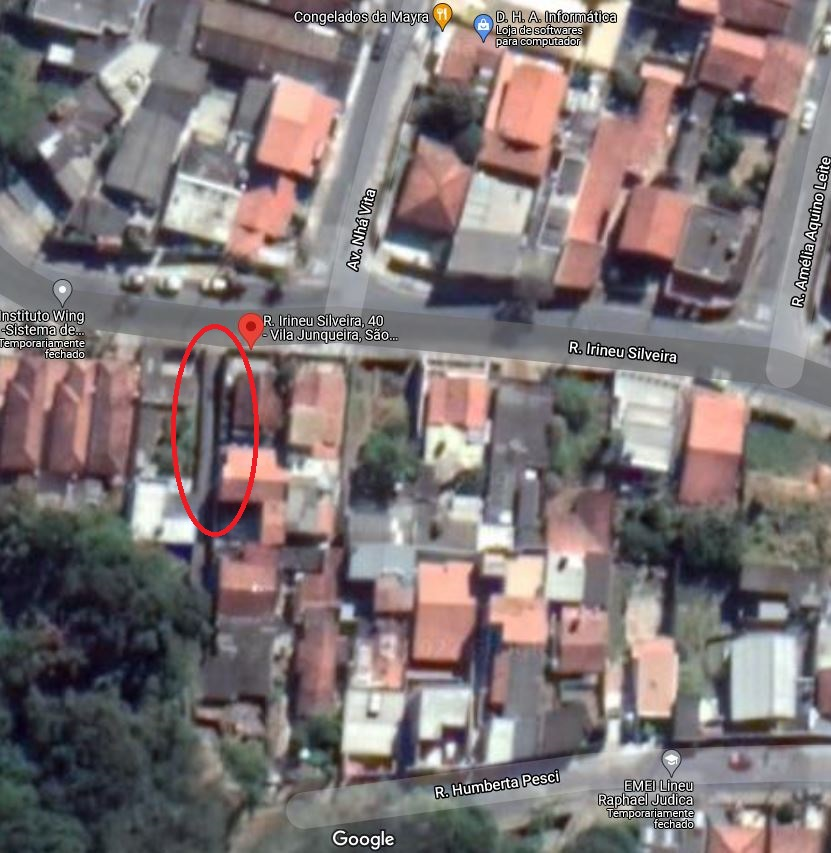 Congelados da Mayra
D. H. A. Informática
Loja de softwares
para computador
Av. Nhá Vita
R. Amélia Aquino Leite
Instituto Wing
-Sistema de...
Temporariamente
fechado
R. Irineu Silveira, 40
- Vila Junqueira, São...
R. Irineu Silveira
R. Humberta Pesci
EMEI Lineu
Raphael Judica
Temporariamente
fechado
Google